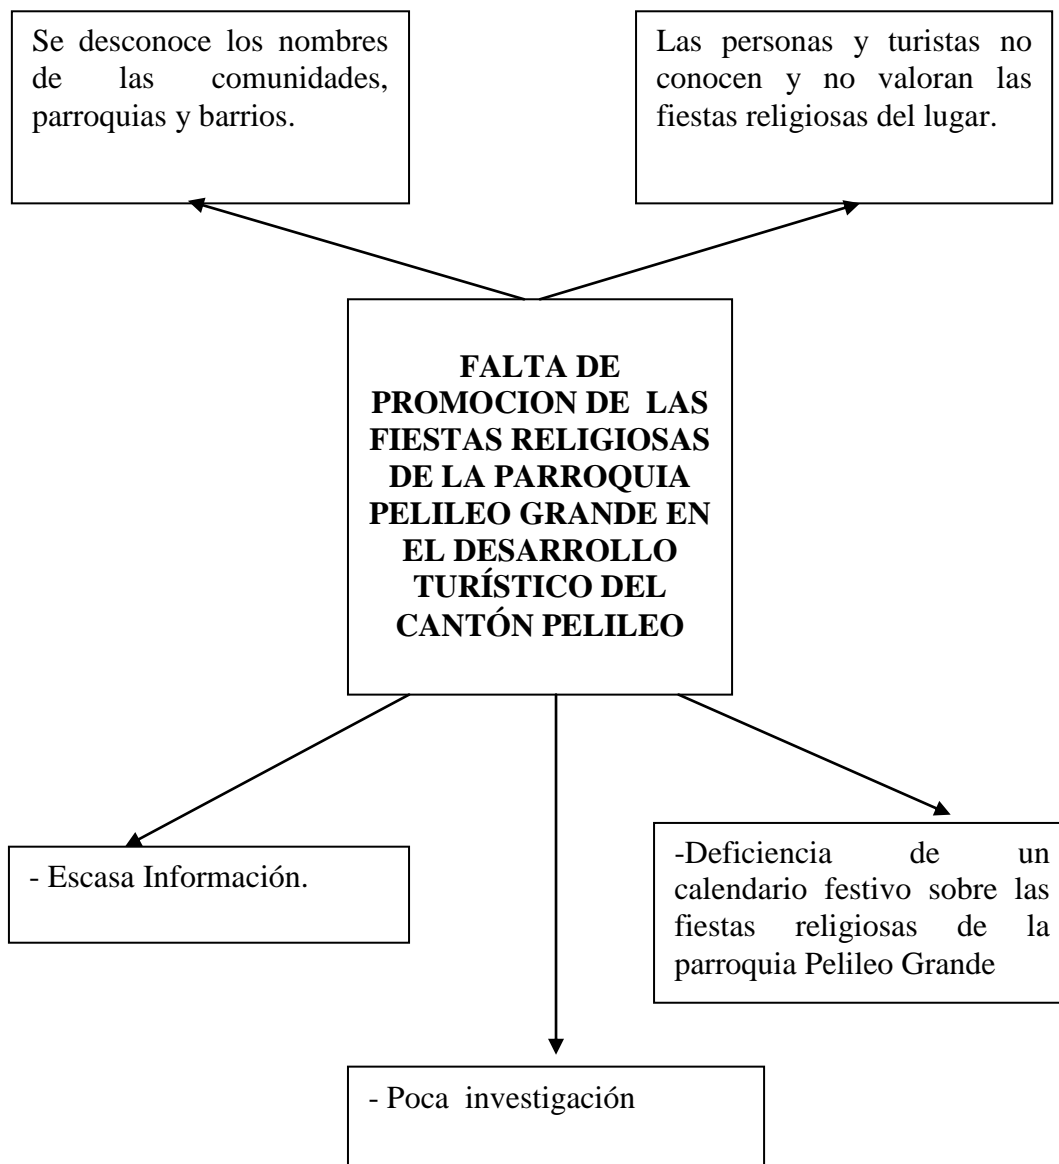 Se desconoce los nombres
de las comunidades,
parroquias y barrios.
Las personas y turistas no
conocen y no valoran las
fiestas religiosas del lugar.
FALTA DE
PROMOCION DE LAS
FIESTAS RELIGIOSAS
DE LA PARROQUIA
PELILEO GRANDE EN
EL DESARROLLO
TURÍSTICO DEL
CANTÓN PELILEO
- Escasa Información.
-Deficiencia de un
calendario festivo sobre las
fiestas religiosas de la
parroquia Pelileo Grande
- Poca investigación